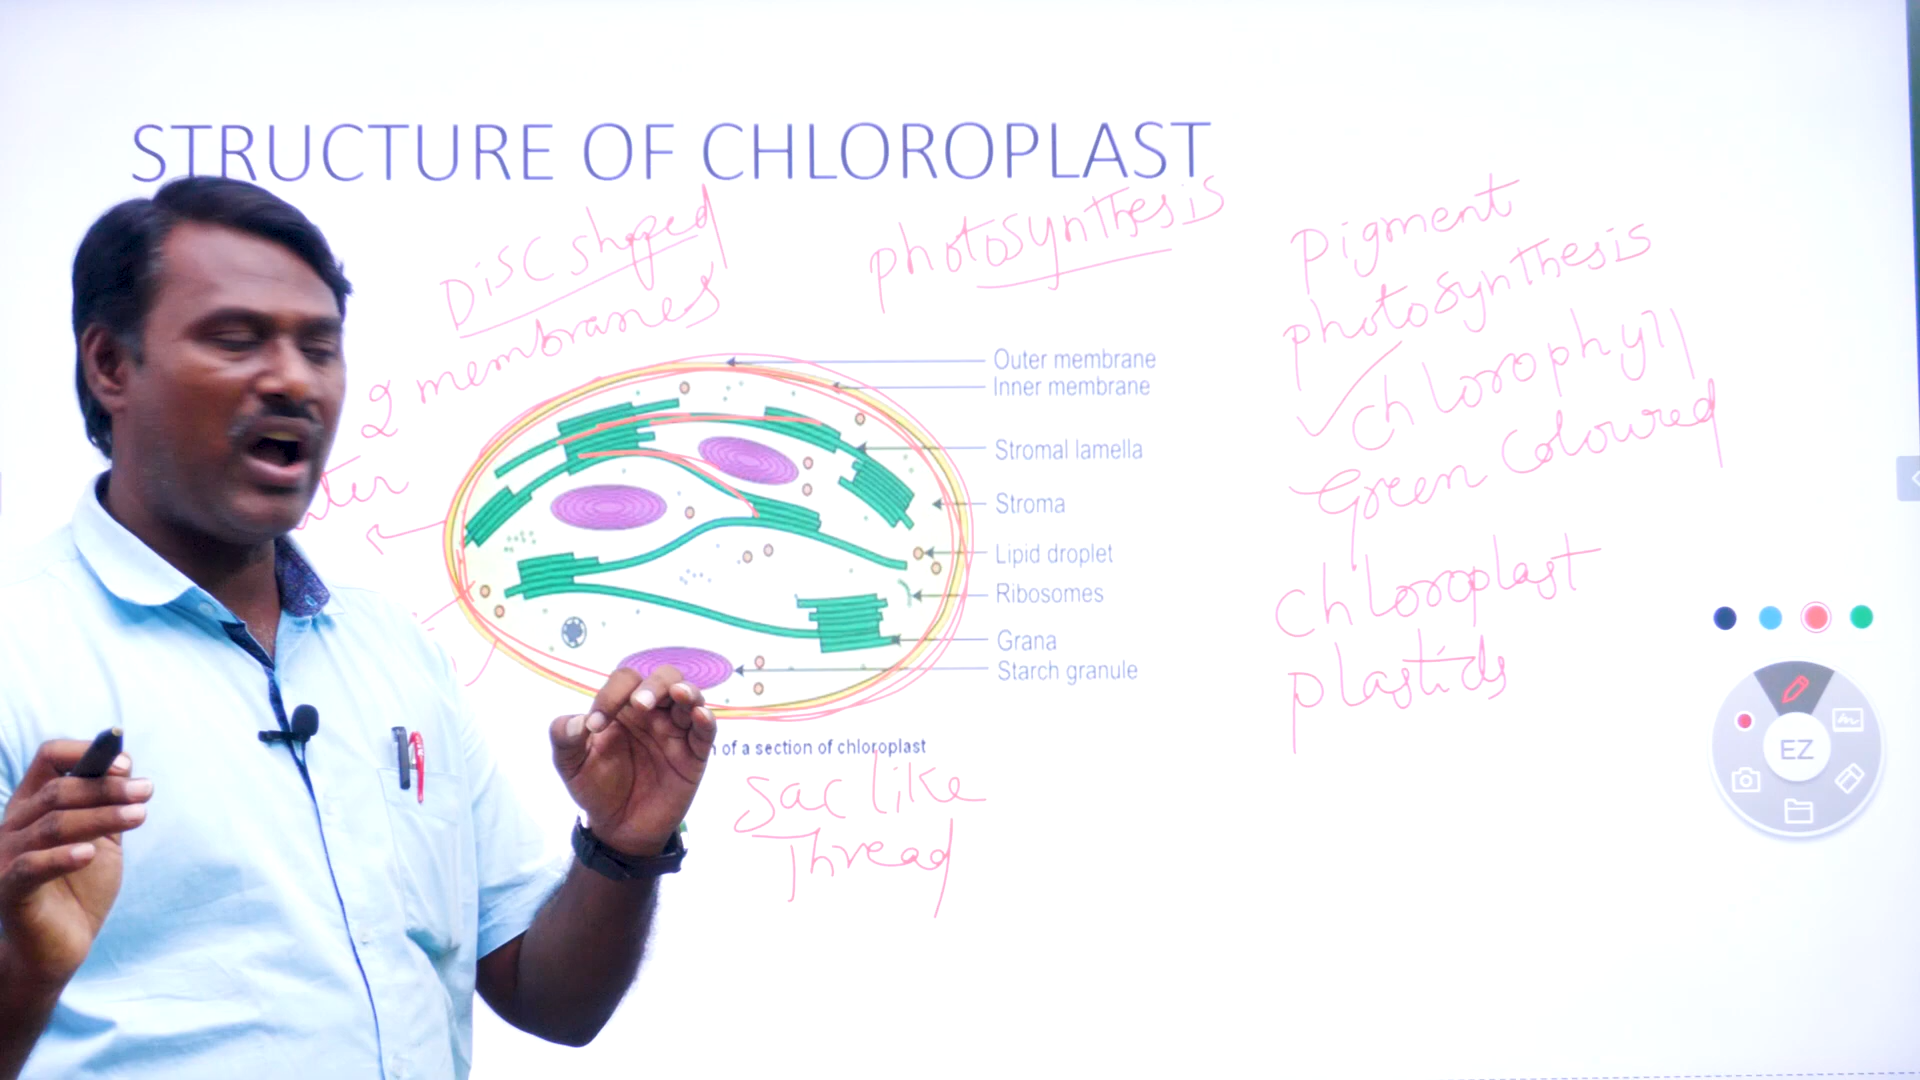 STRUCTURE OF CHLOROPLAST
Disc shaped
2 membranes
photosynthesis
Pigment
photosynthesis
chlorophyll
Green coloured
chloroplast
plastids
Outer membrane
Inner membrane
Stromal lamella
Stroma
Lipid droplet
Ribosomes
Grana
Starch granule
of a section of chloroplast
Sac like
Thread
EZ